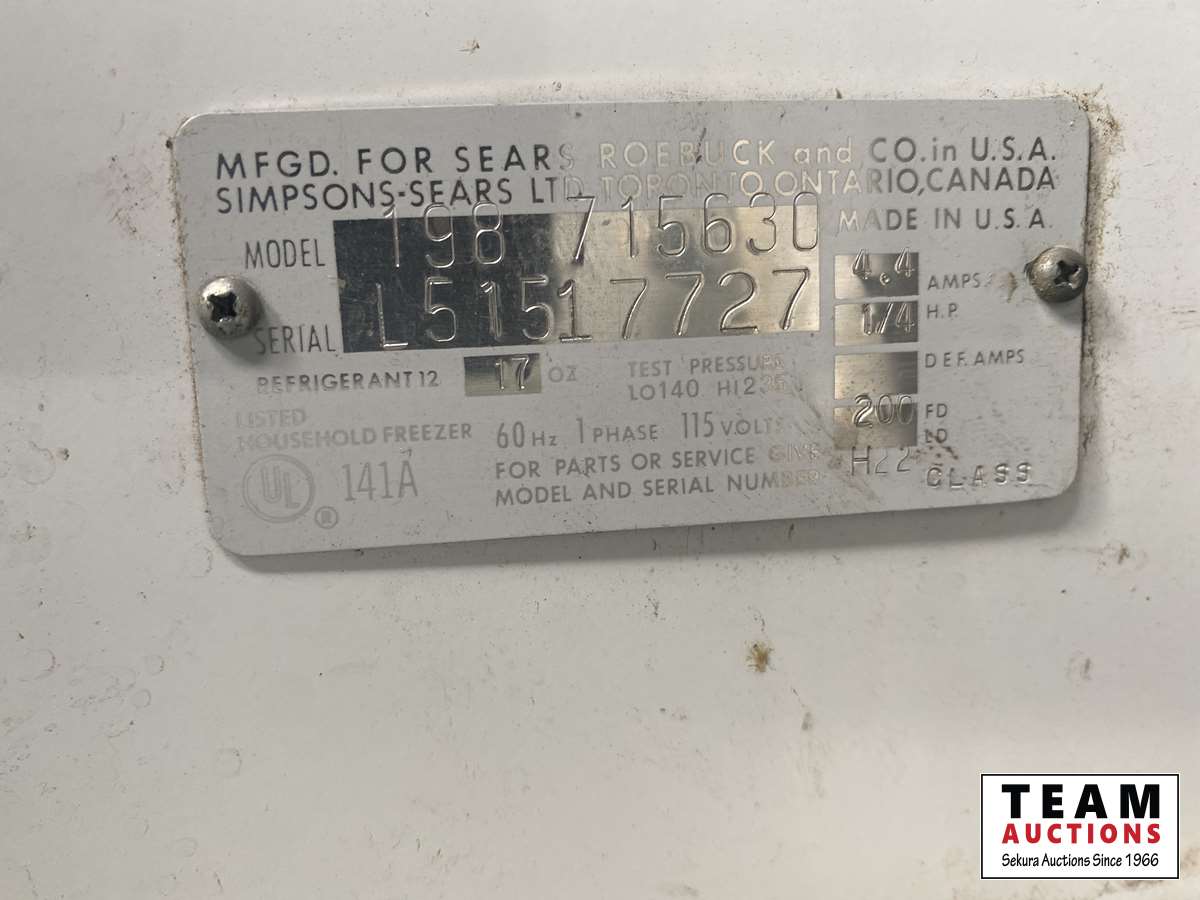 MFGD. FOR SEARS ROEBUCK and CO. in U.S.A.
SIMPSONS-SEARS LTD TORONTO, ONTARIO, CANADA
MODEL 198 715630 MADE IN U.S.A.
SERIAL L51517727 4.4 AMPS.
1/4 H.P.
REFRIGERANT 12 17 OZ TEST PRESSURE DEF. AMPS
LO140 HI235
LISTED
HOUSEHOLD FREEZER 60 Hz 1 PHASE 115 VOLTS 200 FD
LD
UL ® 141A FOR PARTS OR SERVICE GIVE H22 CLASS
MODEL AND SERIAL NUMBER
TEAM
AUCTIONS
Sekura Auctions Since 1966